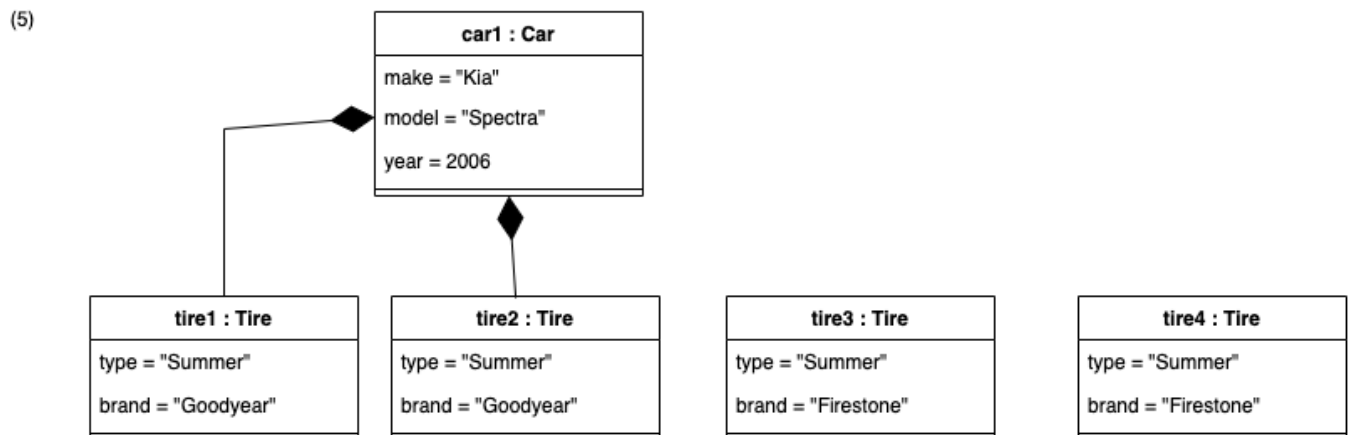 (5)
car1 : Car
make = "Kia"
model = "Spectra"
year = 2006
tire1 : Tire
type = "Summer"
brand = "Goodyear"
tire2 : Tire
type = "Summer"
brand = "Goodyear"
tire3 : Tire
type = "Summer"
brand = "Firestone"
tire4 : Tire
type = "Summer"
brand = "Firestone"